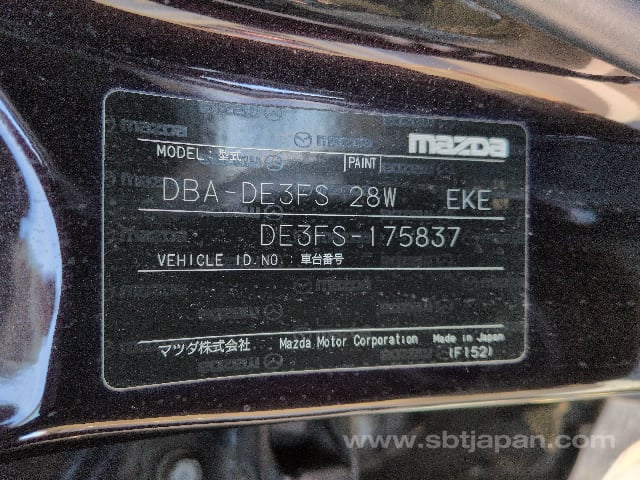 mazda
MODEL: 型式 PAINT
DBA-DE3FS 28W EKE
DE3FS-175837
VEHICLE ID.NO.: 車台番号
マツダ株式会社 Mazda Motor Corporation Made in Japan
1F1521
www.sbtjapan.com